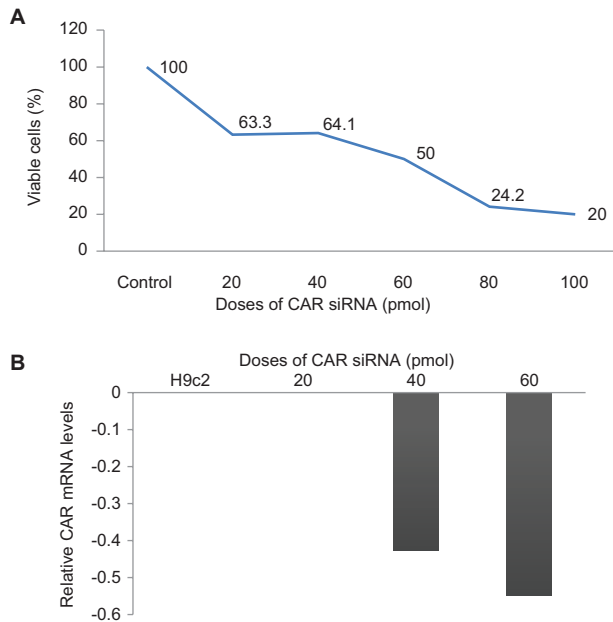 A
120
100
80
60
40
20
0
Viable cells (%)
100
63.3
64.1
50
24.2
20
Control 20 40 60 80 100
Doses of CAR siRNA (pmol)
B
Doses of CAR siRNA (pmol)
H9c2 20 40 60
0
-0.1
-0.2
-0.3
-0.4
-0.5
-0.6
Relative CAR mRNA levels